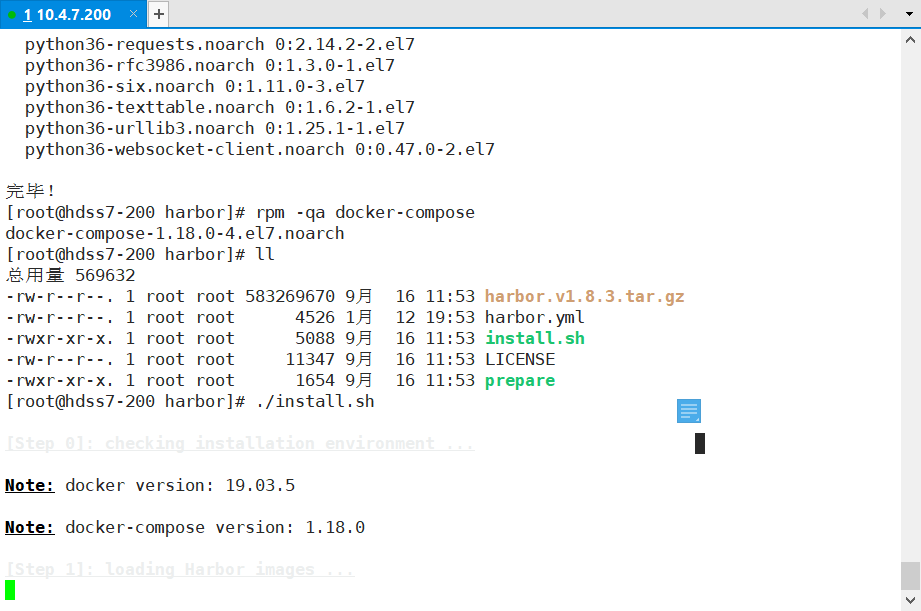 1 10.4.7.200 × +
python36-requests.noarch 0:2.14.2-2.el7
python36-rfc3986.noarch 0:1.3.0-1.el7
python36-six.noarch 0:1.11.0-3.el7
python36-texttable.noarch 0:1.6.2-1.el7
python36-urllib3.noarch 0:1.25.1-1.el7
python36-websocket-client.noarch 0:0.47.0-2.el7
完毕！
[root@hdss7-200 harbor]# rpm -qa docker-compose
docker-compose-1.18.0-4.el7.noarch
[root@hdss7-200 harbor]# ll
总用量 569632
-rw-r--r--. 1 root root 583269670 9月  16 11:53 harbor.v1.8.3.tar.gz
-rw-r--r--. 1 root root      4526 1月  12 19:53 harbor.yml
-rwxr-xr-x. 1 root root      5088 9月  16 11:53 install.sh
-rw-r--r--. 1 root root     11347 9月  16 11:53 LICENSE
-rwxr-xr-x. 1 root root      1654 9月  16 11:53 prepare
[root@hdss7-200 harbor]# ./install.sh
[Step 0]: checking installation environment ...
Note: docker version: 19.03.5
Note: docker-compose version: 1.18.0
[Step 1]: loading Harbor images ...